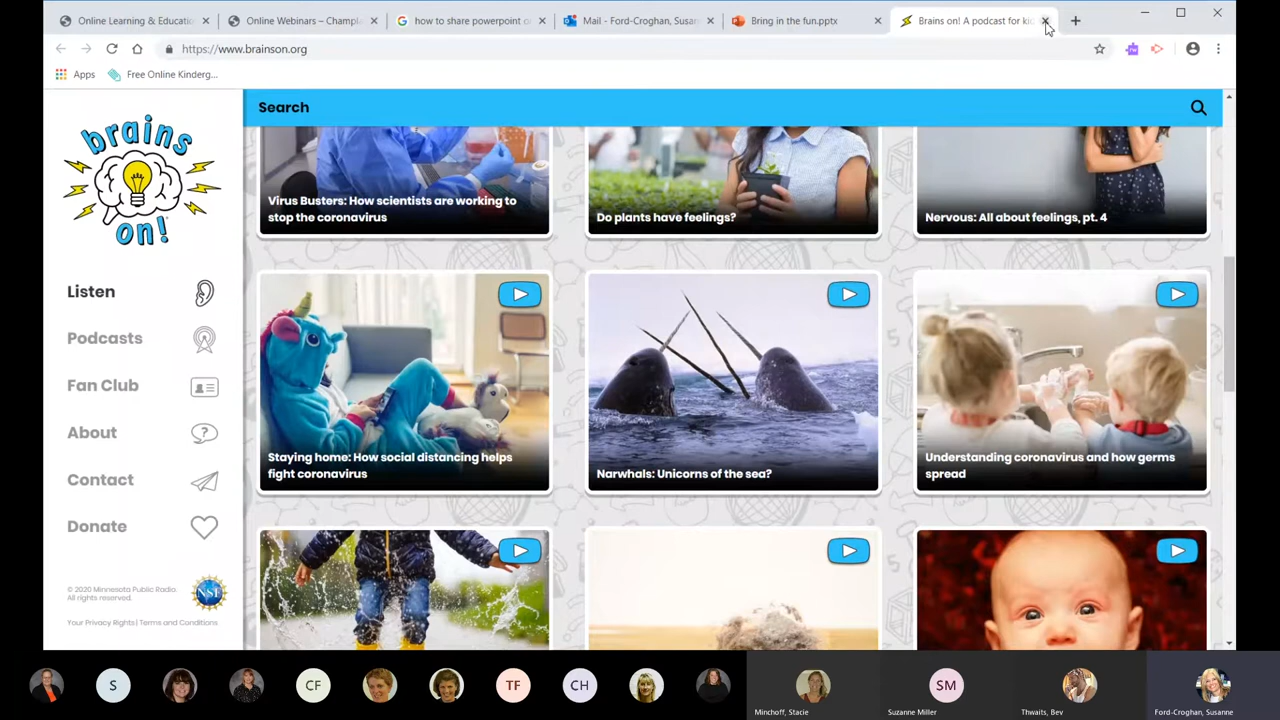 Online Learning & Educatio
Online Webinars – Champla
how to share powerpoint o
Mail - Ford-Croghan, Susan
Bring in the fun.pptx
Brains on! A podcast for kid
https://www.brainson.org
Apps
Free Online Kinderg...
brains
on!
Search
Listen
Podcasts
Fan Club
About
Contact
Donate
© 2020 Minnesota Public Radio.
All rights reserved.
NSF
Your Privacy Rights | Terms and Conditions
Virus Busters: How scientists are working to
stop the coronavirus
Do plants have feelings?
Nervous: All about feelings, pt. 4
Staying home: How social distancing helps
fight coronavirus
Narwhals: Unicorns of the sea?
Understanding coronavirus and how germs
spread
S
CF
TF
CH
SM
Minchoff, Stacie
Suzanne Miller
Thwaits, Bev
Ford-Croghan, Susanne